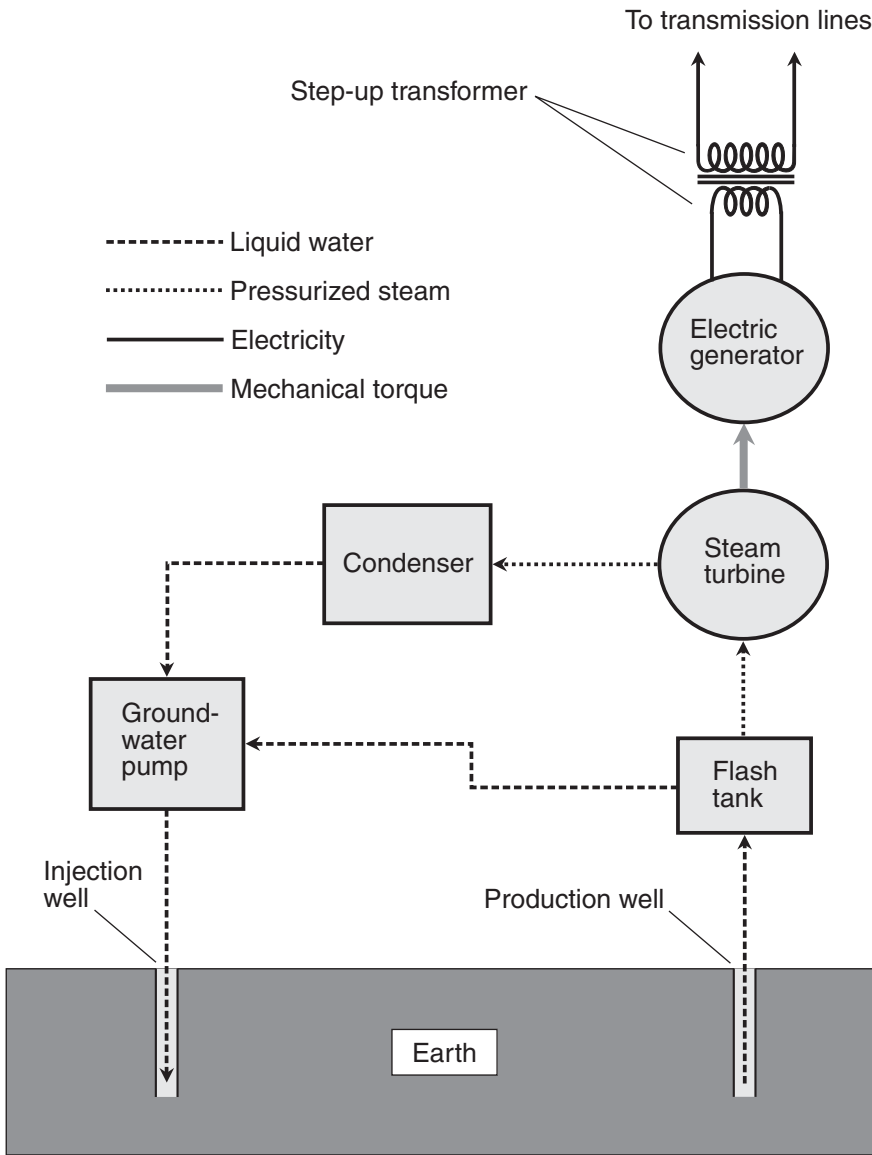 To transmission lines
Step-up transformer
Liquid water
Pressurized steam
Electricity
Mechanical torque
Electric
generator
Condenser
Steam
turbine
Ground-
water
pump
Flash
tank
Injection
well
Production well
Earth